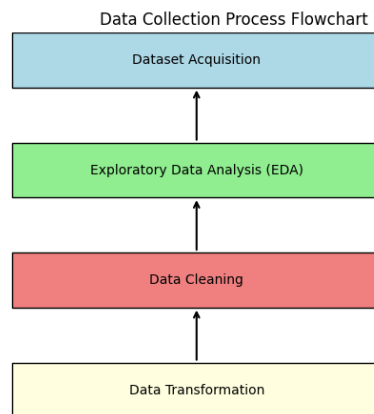 Data Collection Process Flowchart
Dataset Acquisition
Exploratory Data Analysis (EDA)
Data Cleaning
Data Transformation